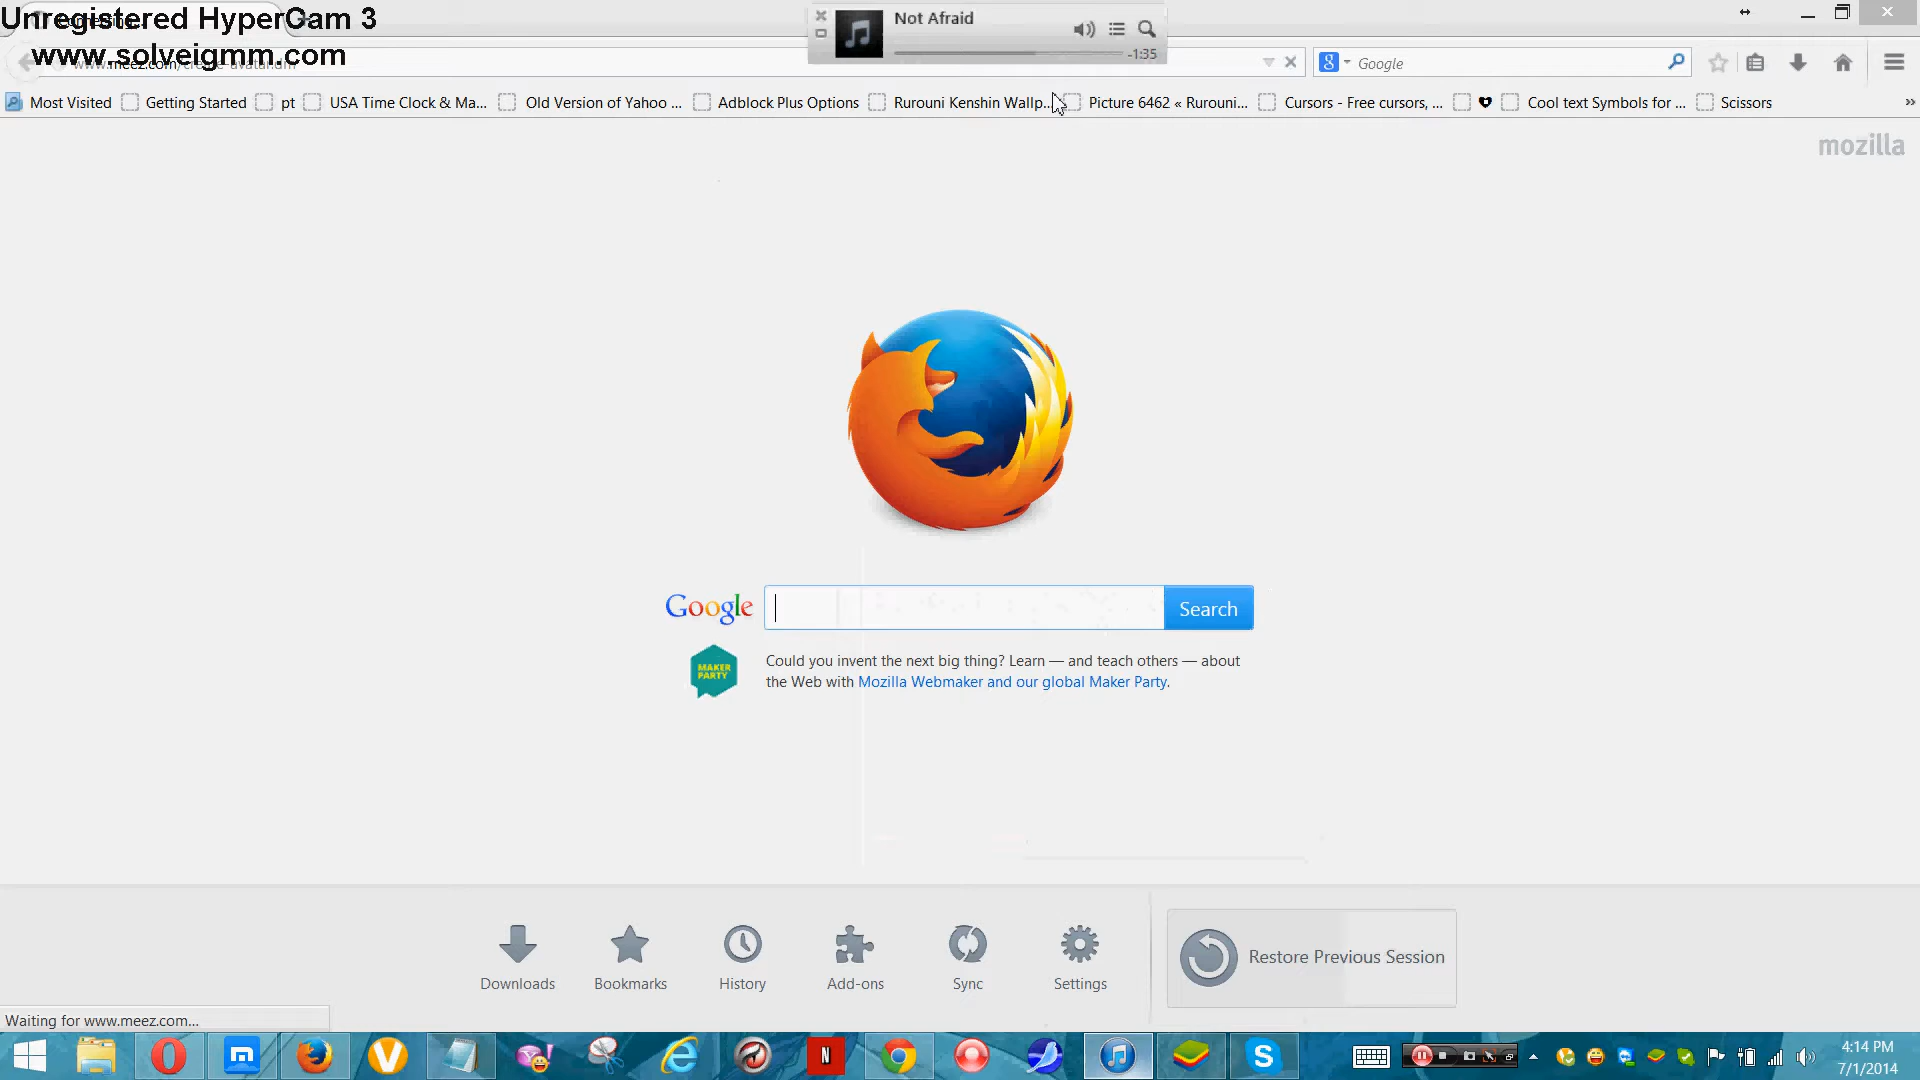 Unregistered HyperCam 3
www.solveigmm.com
Not Afraid
-1:35
Google
Most Visited
Getting Started
pt
USA Time Clock & Ma...
Old Version of Yahoo ...
Adblock Plus Options
Rurouni Kenshin Wallp...
Picture 6462 « Rurouni...
Cursors - Free cursors, ...
Cool text Symbols for ...
Scissors
mozilla
Google
Search
MAKER
PARTY
Could you invent the next big thing? Learn — and teach others — about
the Web with Mozilla Webmaker and our global Maker Party.
Downloads
Bookmarks
History
Add-ons
Sync
Settings
Restore Previous Session
Waiting for www.meez.com...
4:14 PM
7/1/2014